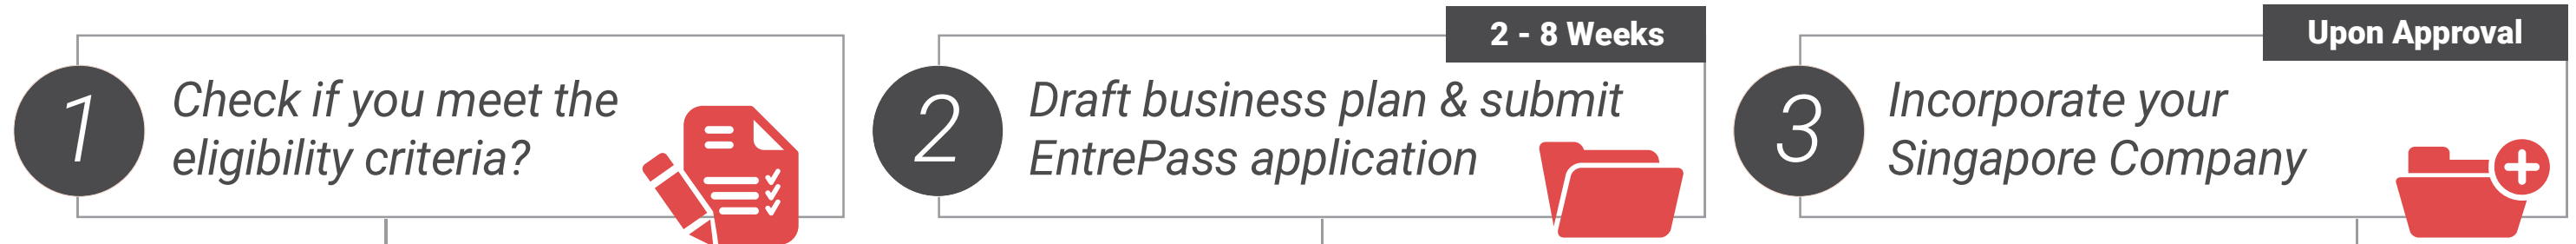 1
Check if you meet the
eligibility criteria?
2 - 8 Weeks
2
Draft business plan & submit
EntrePass application
Upon Approval
3
Incorporate your
Singapore Company